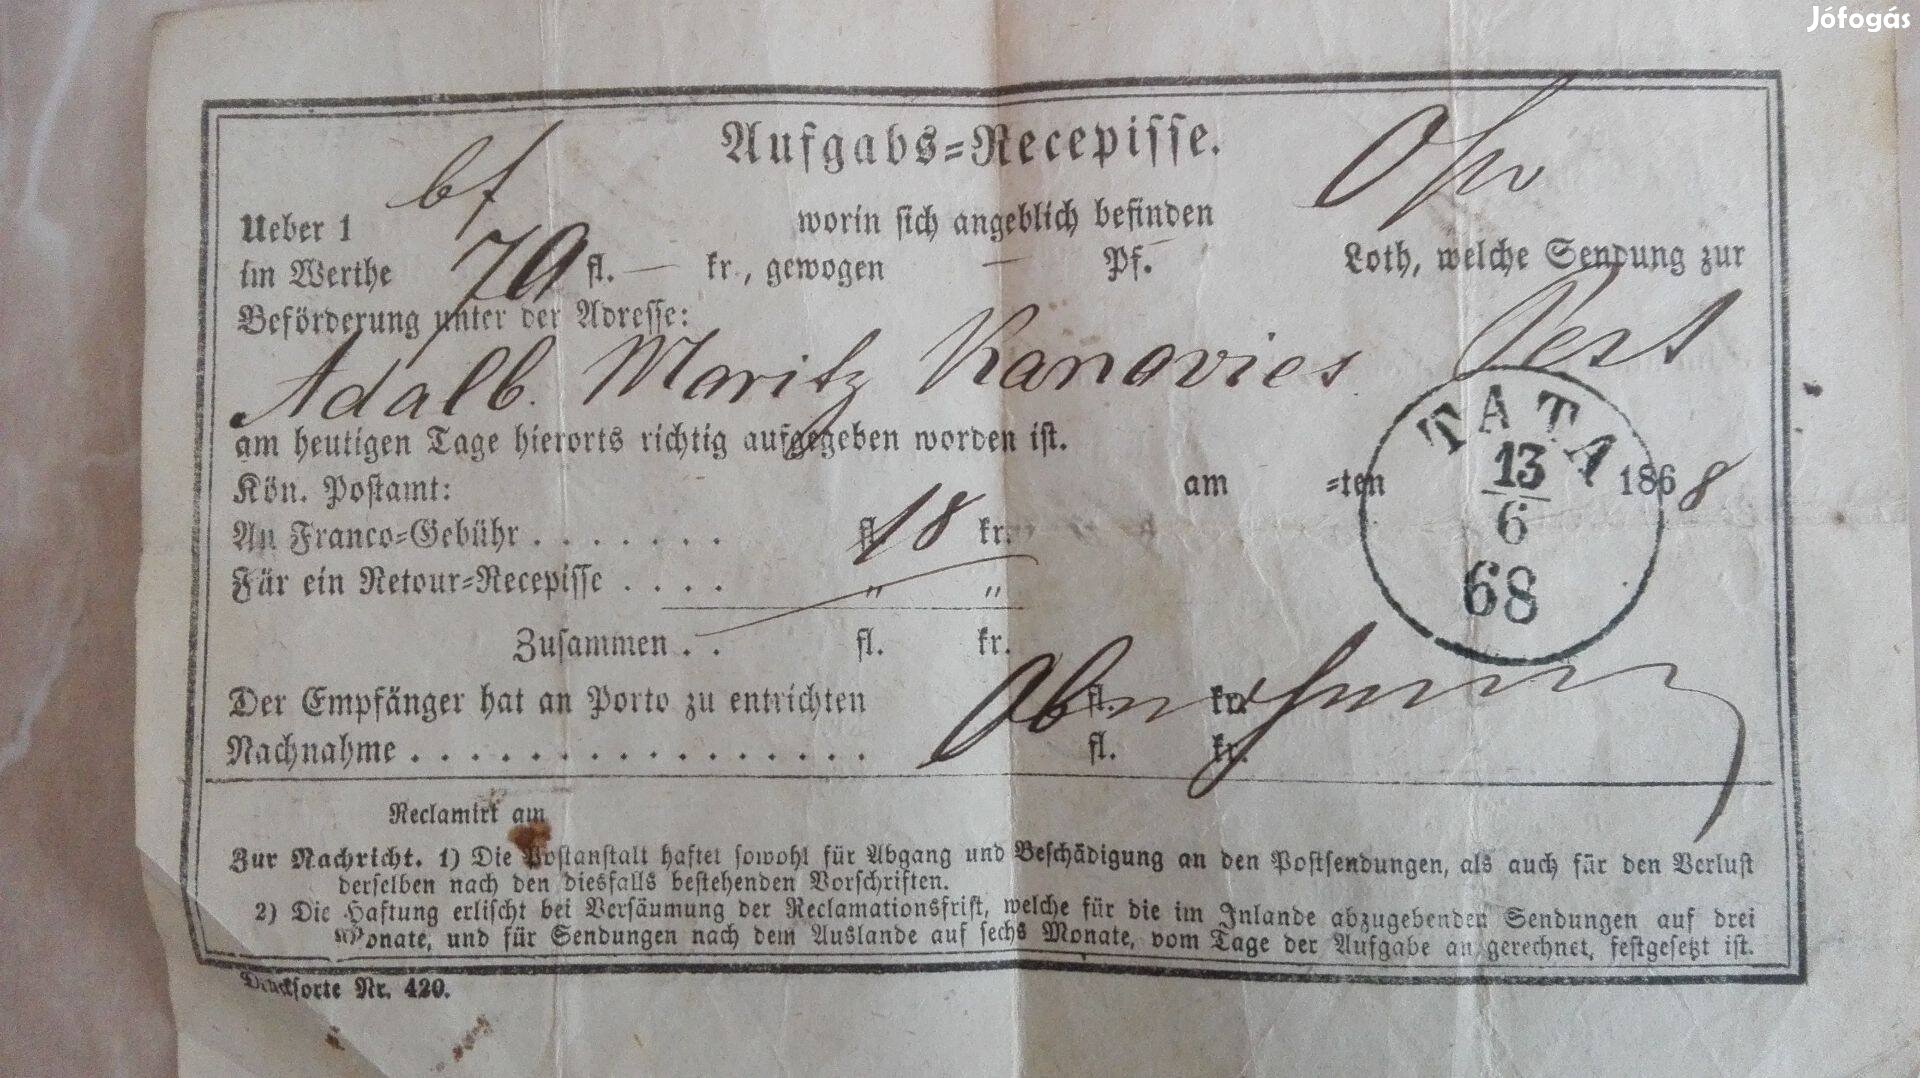 Jófogás
Aufgabs-Recepisse.
Ueber 1 bf worin sich angeblich befinden
im Werthe 70 fl. — kr., gewogen — Pf. Loth, welche Sendung zur
Beförderung unter der Adresse:
Adalb. Moritz Kanovics Pest
am heutigen Tage hierorts richtig aufgegeben worden ist.
Kön. Postamt: am =ten 1868
TATA
13
6
68
An Franco-Gebühr . . . . . . . fl. 18 kr.
Für ein Retour-Recepisse . . . . " "
Zusammen . . fl. kr.
Der Empfänger hat an Porto zu entrichten fl. kr.
Nachnahme . . . . . . . . . . . . . . . . fl. kr.
Reclamirt am
Zur Nachricht. 1) Die Postanstalt haftet sowohl für Abgang und Beschädigung an den Postsendungen, als auch für den Verlust
derselben nach den diesfalls bestehenden Vorschriften.
2) Die Haftung erlischt bei Versäumung der Reclamationsfrist, welche für die im Inlande abzugebenden Sendungen auf drei
Monate, und für Sendungen nach dem Auslande auf sechs Monate, vom Tage der Aufgabe an gerechnet, festgesetzt ist.
Drucksorte Nr. 420.